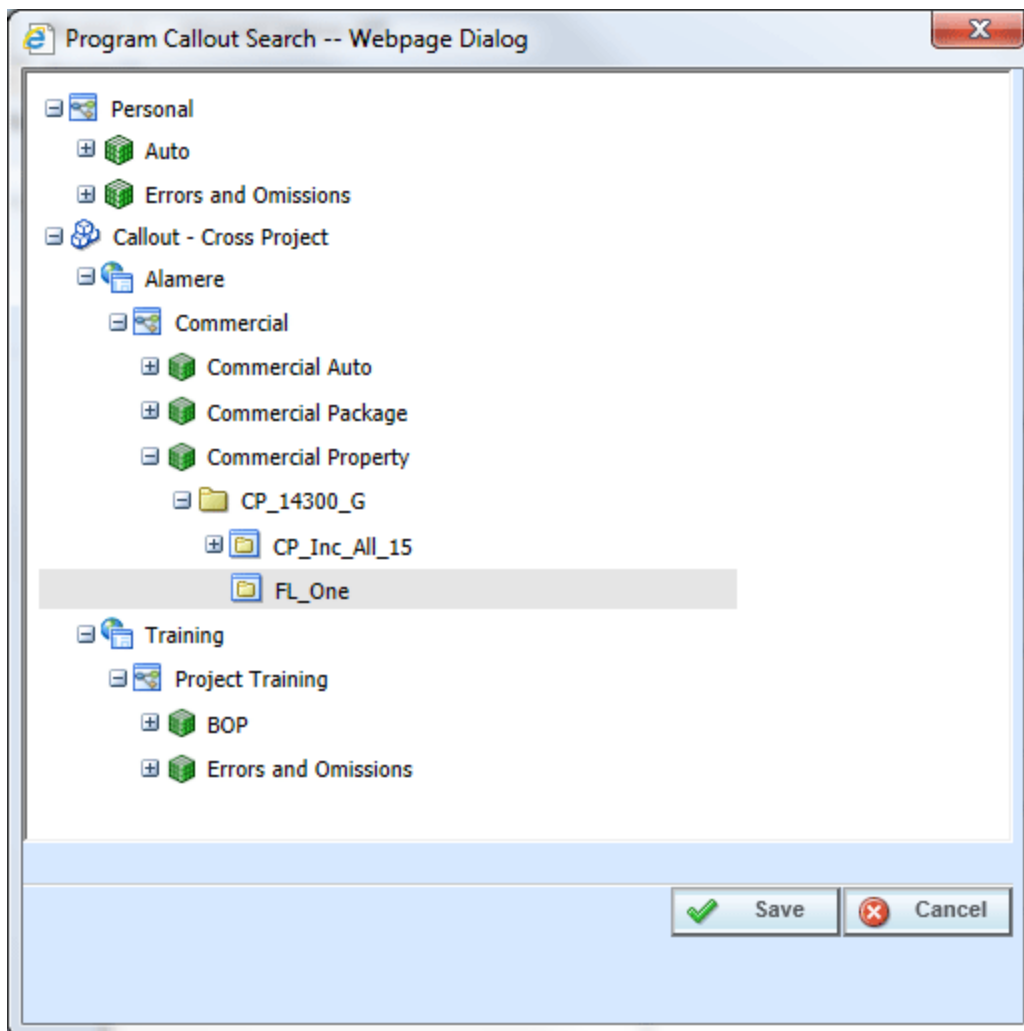 Program Callout Search -- Webpage Dialog
Personal
Auto
Errors and Omissions
Callout - Cross Project
Alamere
Commercial
Commercial Auto
Commercial Package
Commercial Property
CP_14300_G
CP_Inc_All_15
FL_One
Training
Project Training
BOP
Errors and Omissions
Save Cancel